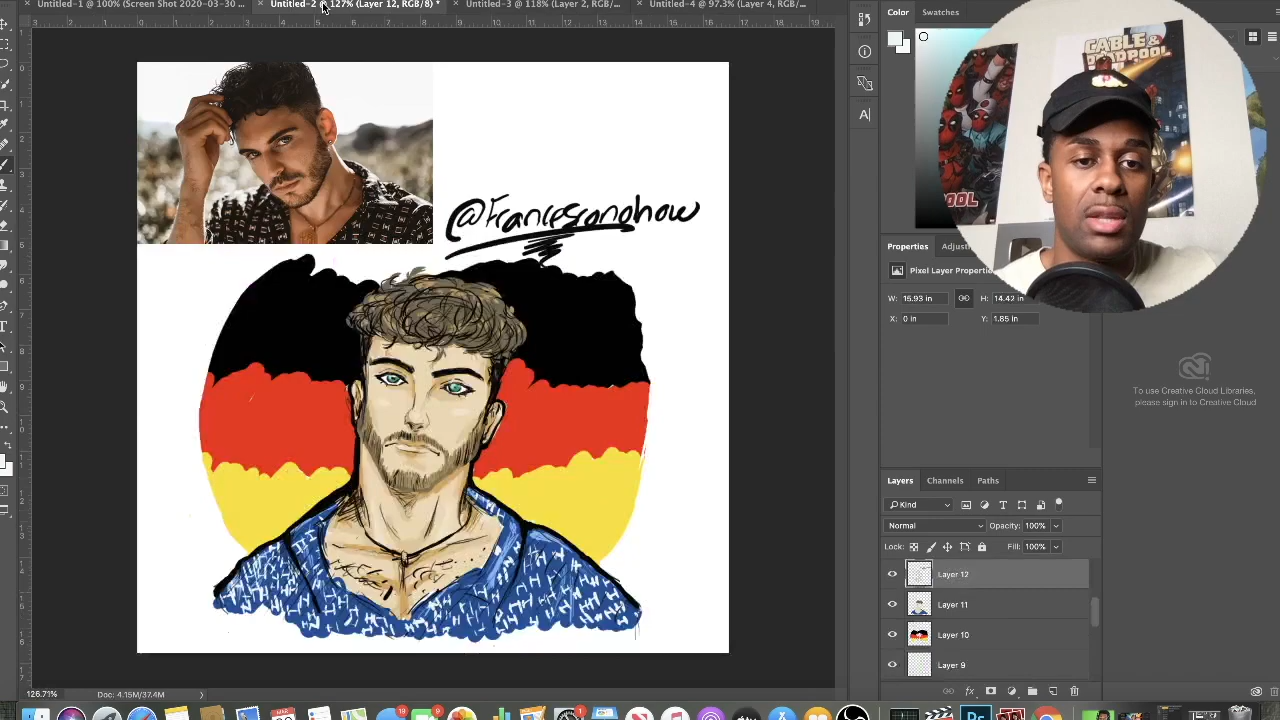 Untitled-1 @ 100% (Screen Shot 2020-03-30 ...
Untitled-2 @ 127% (Layer 12, RGB/8) *
Untitled-3 @ 118% (Layer 2, RGB/...
Untitled-4 @ 97.3% (Layer 4, RGB/...
Color
Swatches
CABLE &
DEADPOOL
POOL
@Francescanghow
Properties
Adjus
Pixel Layer Properti
W: 15.93 in
H: 14.42 in
X: 0 in
Y: 1.85 in
To use Creative Cloud Libraries,
please sign in to Creative Cloud
Layers
Channels
Paths
Kind
Normal
Opacity: 100%
Lock:
Fill: 100%
Layer 12
Layer 11
Layer 10
Layer 9
126.71%
Doc: 4.15M/37.4M